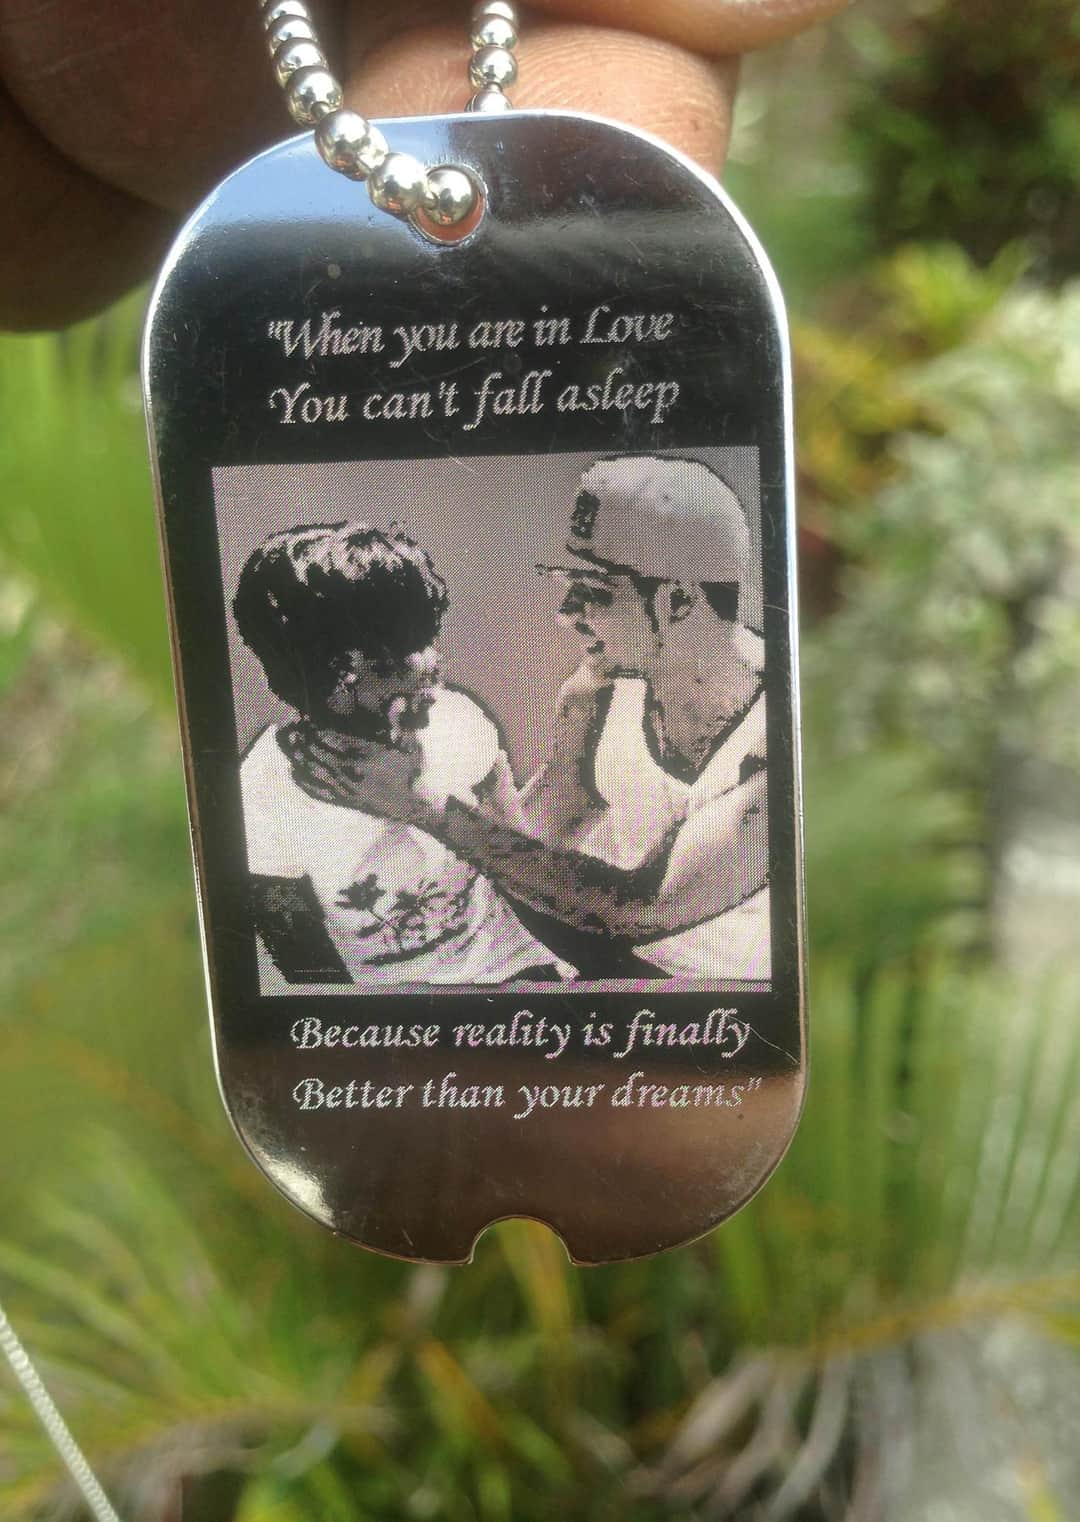 "When you are in Love
You can't fall asleep
Because reality is finally
Better than your dreams"